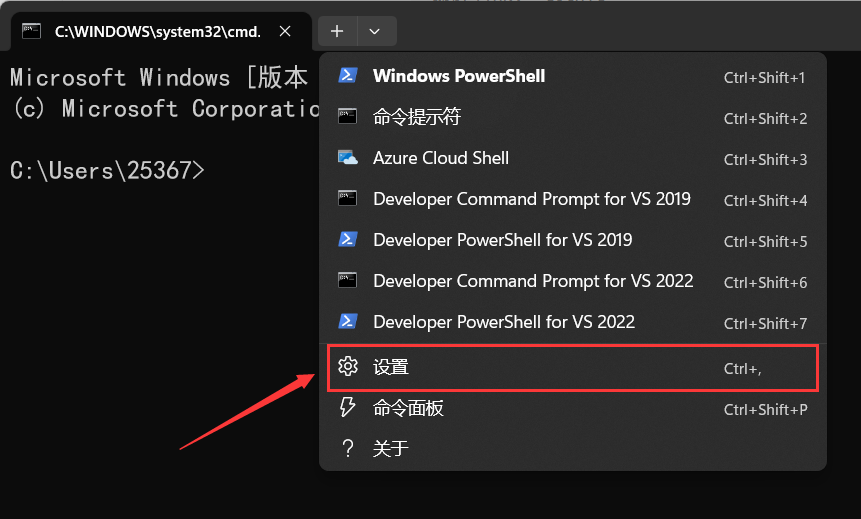 C:\WINDOWS\system32\cmd.
Microsoft Windows [版本
(c) Microsoft Corporatio
C:\Users\25367>
Windows PowerShell Ctrl+Shift+1
命令提示符 Ctrl+Shift+2
Azure Cloud Shell Ctrl+Shift+3
Developer Command Prompt for VS 2019 Ctrl+Shift+4
Developer PowerShell for VS 2019 Ctrl+Shift+5
Developer Command Prompt for VS 2022 Ctrl+Shift+6
Developer PowerShell for VS 2022 Ctrl+Shift+7
设置 Ctrl+,
命令面板 Ctrl+Shift+P
关于